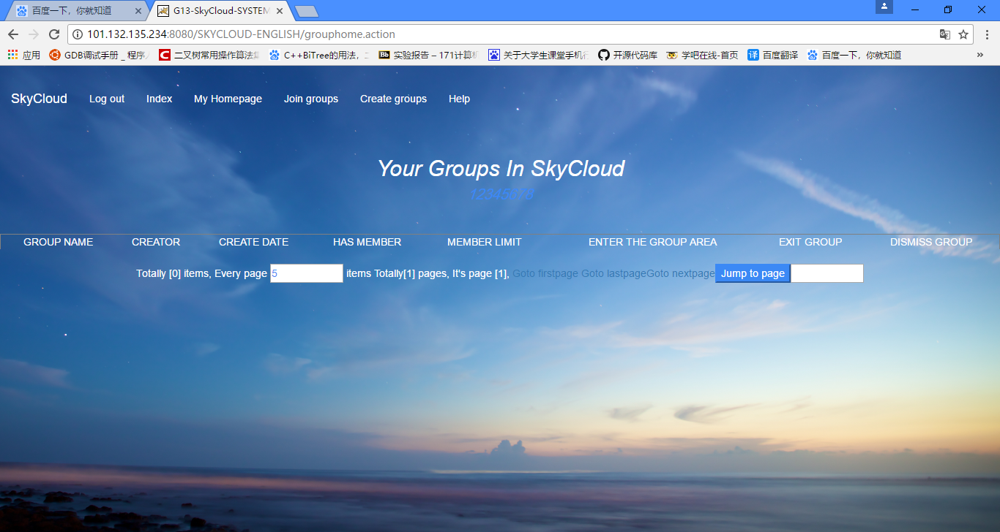 百度一下，你就知道
G13-SkyCloud-SYSTEM
101.132.135.234:8080/SKYCLOUD-ENGLISH/grouphome.action
应用 GDB调试手册 _ 程序 二叉树常用操作算法 C++BiTree的用法， 实验报告 – 171计算机 关于大学生课堂手机 开源代码库 学吧在线-首页 译 百度翻译 百度一下，你就知道 »
SkyCloud Log out Index My Homepage Join groups Create groups Help
Your Groups In SkyCloud
12345678
GROUP NAME CREATOR CREATE DATE HAS MEMBER MEMBER LIMIT ENTER THE GROUP AREA EXIT GROUP DISMISS GROUP
Totally [0] items, Every page 5 items Totally[1] pages, It's page [1], Goto firstpage Goto lastpageGoto nextpage Jump to page